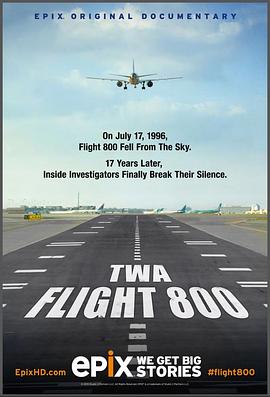 EPIX ORIGINAL DOCUMENTARY
On July 17, 1996,
Flight 800 Fell From The Sky.
17 Years Later,
Inside Investigators Finally Break Their Silence.
TWA
FLIGHT 800
EpixHD.com
epix
WE GET BIG
STORIES
#flight800